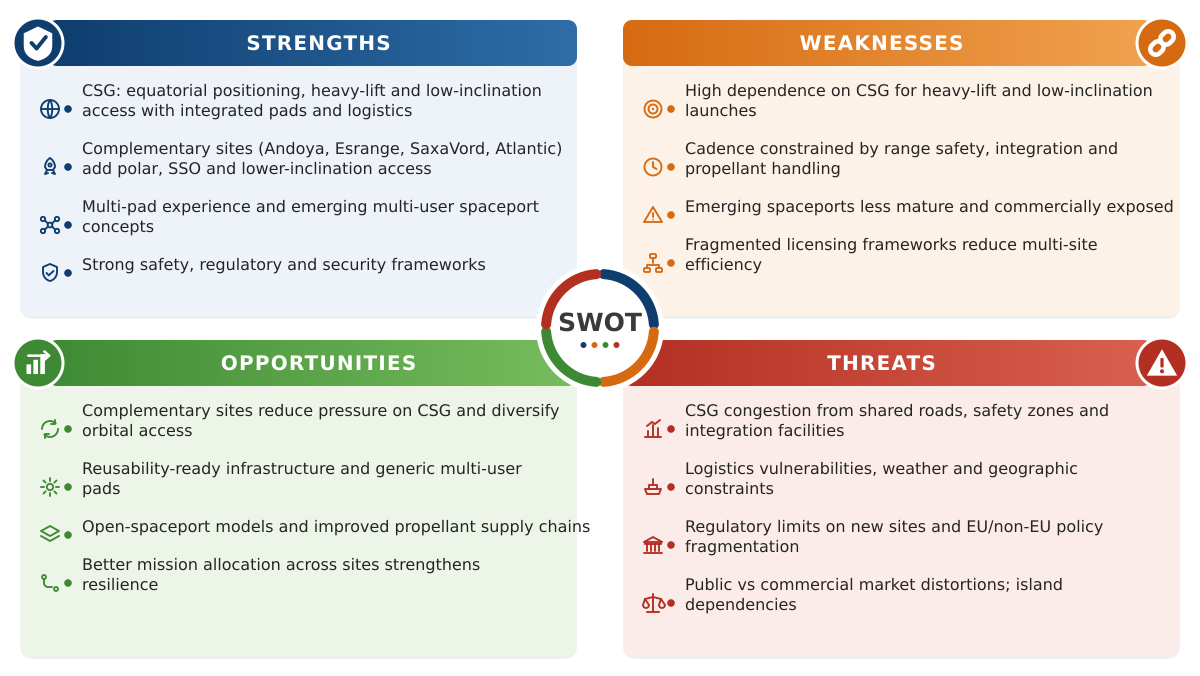 STRENGTHS
CSG: equatorial positioning, heavy-lift and low-inclination
access with integrated pads and logistics
Complementary sites (Andoya, Esrange, SaxaVord, Atlantic)
add polar, SSO and lower-inclination access
Multi-pad experience and emerging multi-user spaceport
concepts
Strong safety, regulatory and security frameworks
WEAKNESSES
High dependence on CSG for heavy-lift and low-inclination
launches
Cadence constrained by range safety, integration and
propellant handling
Emerging spaceports less mature and commercially exposed
Fragmented licensing frameworks reduce multi-site
efficiency
SWOT
OPPORTUNITIES
Complementary sites reduce pressure on CSG and diversify
orbital access
Reusability-ready infrastructure and generic multi-user
pads
Open-spaceport models and improved propellant supply chains
Better mission allocation across sites strengthens
resilience
THREATS
CSG congestion from shared roads, safety zones and
integration facilities
Logistics vulnerabilities, weather and geographic
constraints
Regulatory limits on new sites and EU/non-EU policy
fragmentation
Public vs commercial market distortions; island
dependencies